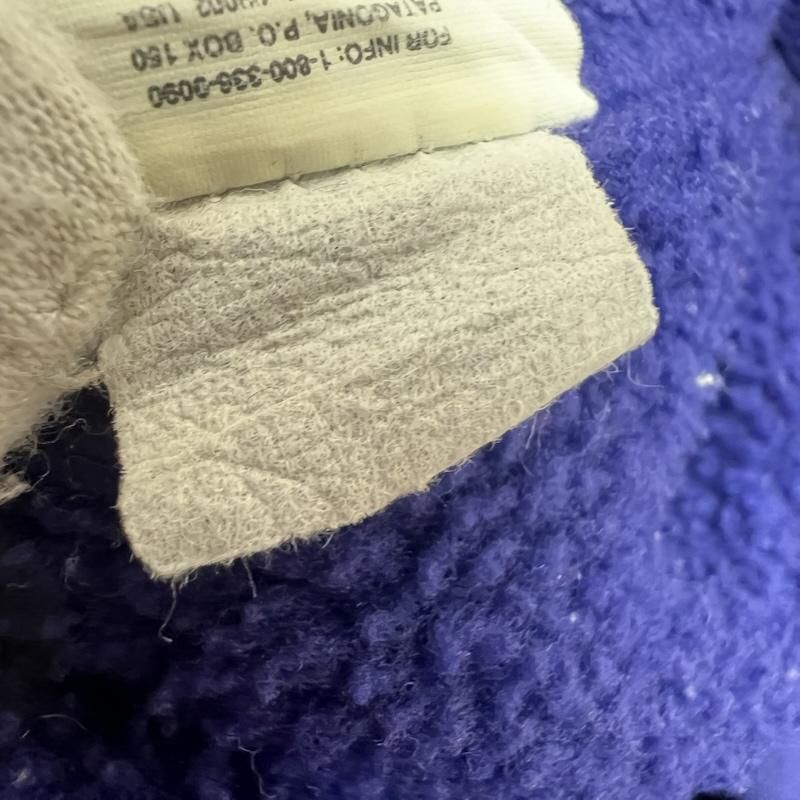 FOR INFO: 1-800-336-9090
PATAGONIA, P.O. BOX 150
USA